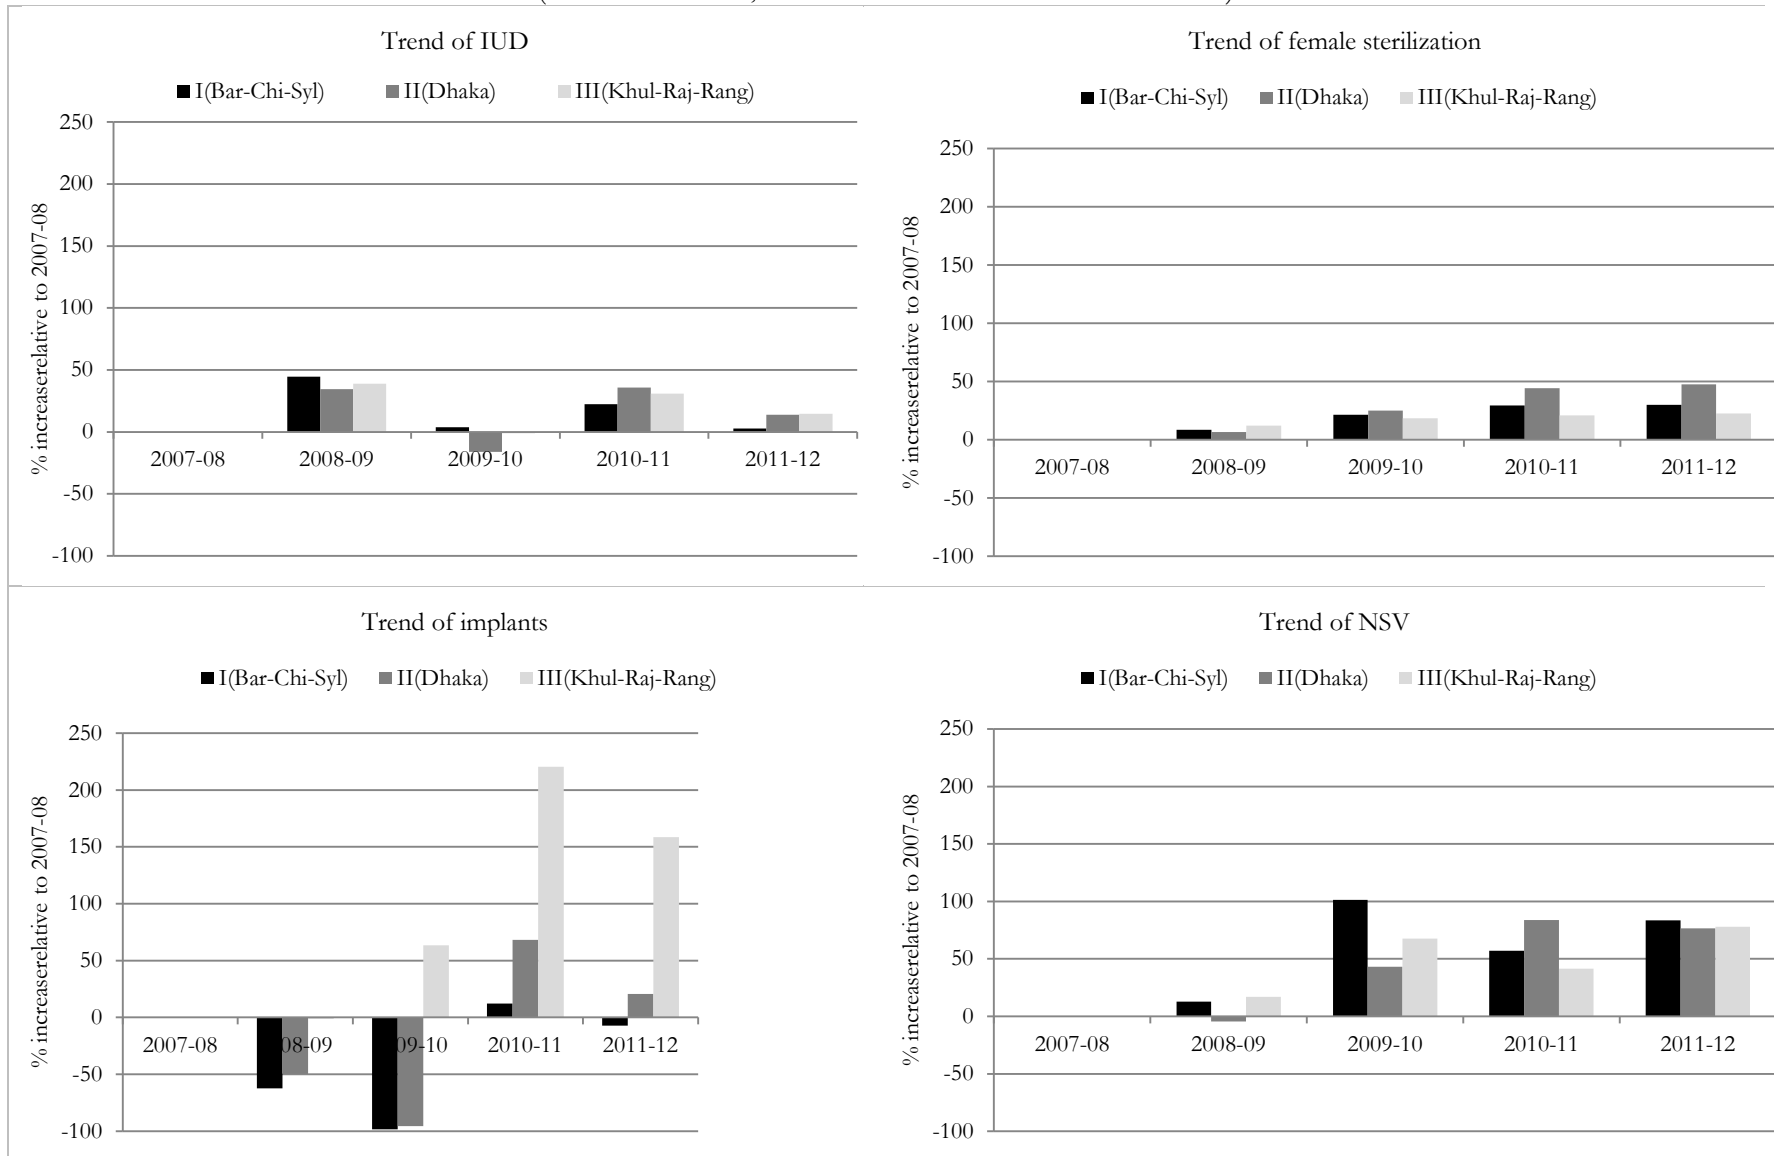 Trend of IUD
I(Bar-Chi-Syl) II(Dhaka) III(Khul-Raj-Rang)
% increaserelative to 2007-08
250
200
150
100
50
0
-50
-100
2007-08 2008-09 2009-10 2010-11 2011-12
Trend of female sterilization
I(Bar-Chi-Syl) II(Dhaka) III(Khul-Raj-Rang)
% increaserelative to 2007-08
250
200
150
100
50
0
-50
-100
2007-08 2008-09 2009-10 2010-11 2011-12
Trend of implants
I(Bar-Chi-Syl) II(Dhaka) III(Khul-Raj-Rang)
% increaserelative to 2007-08
250
200
150
100
50
0
-50
-100
2007-08 08-09 09-10 2010-11 2011-12
Trend of NSV
I(Bar-Chi-Syl) II(Dhaka) III(Khul-Raj-Rang)
% increaserelative to 2007-08
250
200
150
100
50
0
-50
-100
2007-08 2008-09 2009-10 2010-11 2011-12